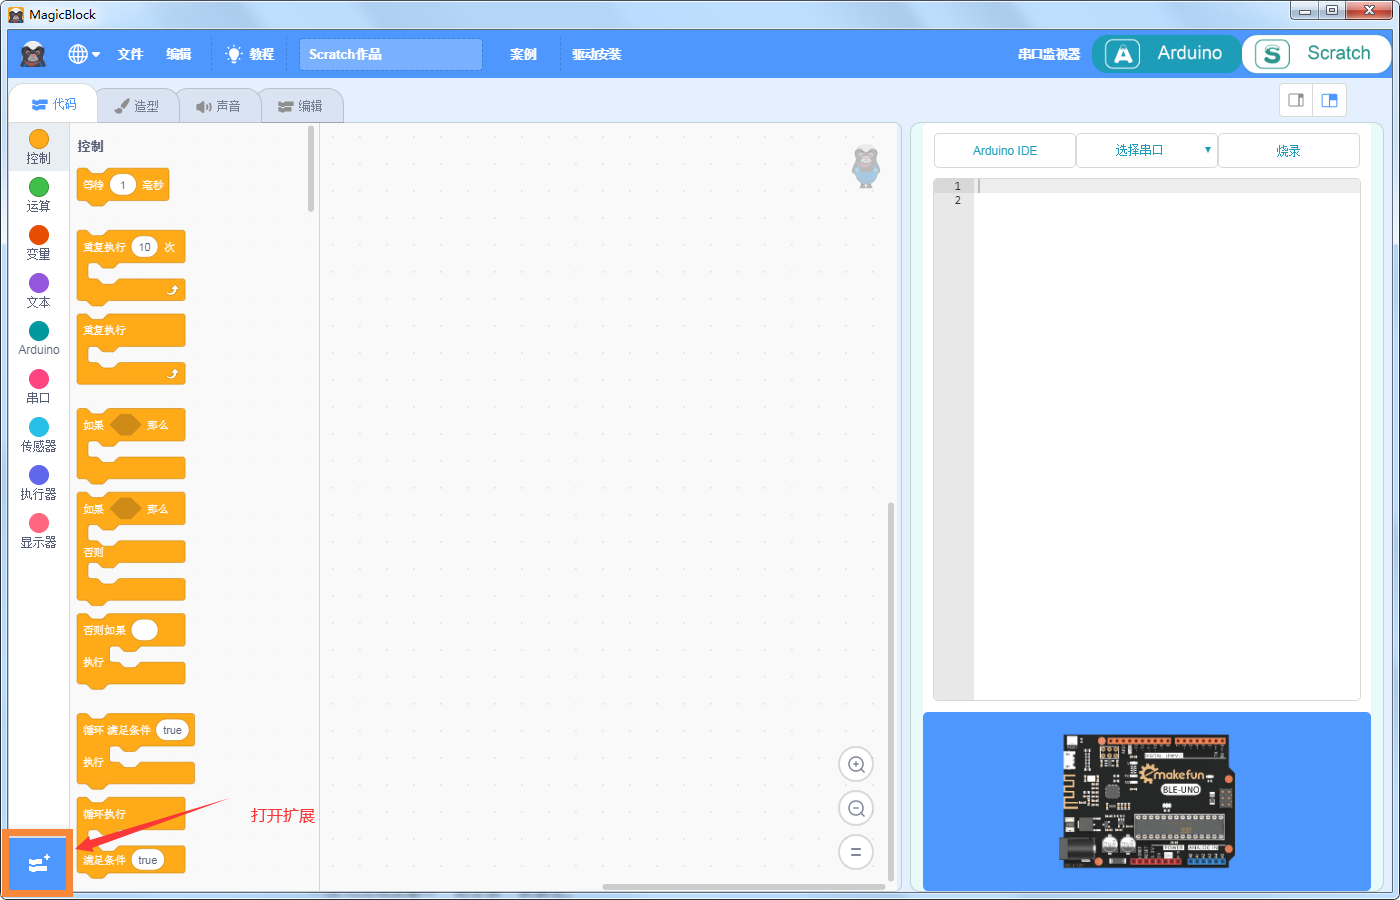 MagicBlock
文件 编辑 教程 Scratch作品 案例 驱动安装 串口监视器 Arduino Scratch
代码 造型 声音 编辑
控制
运算
变量
文本
Arduino
串口
传感器
执行器
显示器
控制
等待 1 毫秒
重复执行 10 次
重复执行
如果 那么
如果 那么
否则
否则如果
执行
循环 满足条件 true
执行
循环执行
满足条件 true
打开扩展
Arduino IDE 选择串口 烧录
1
2
emakefun
BLE-UNO